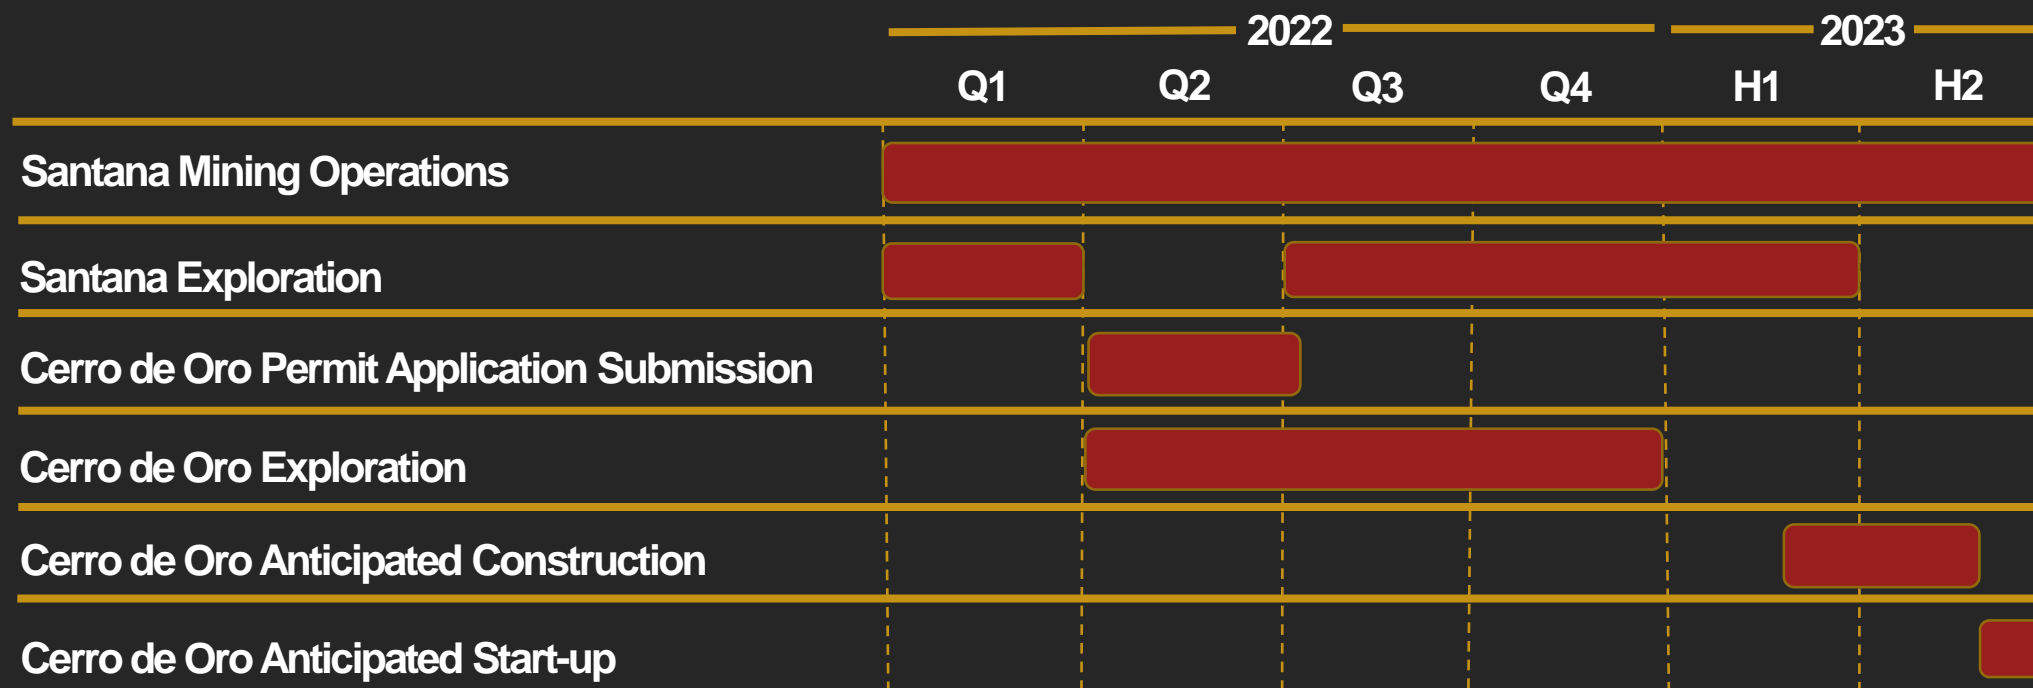 2022 2023
Q1 Q2 Q3 Q4 H1 H2
Santana Mining Operations
Santana Exploration
Cerro de Oro Permit Application Submission
Cerro de Oro Exploration
Cerro de Oro Anticipated Construction
Cerro de Oro Anticipated Start-up